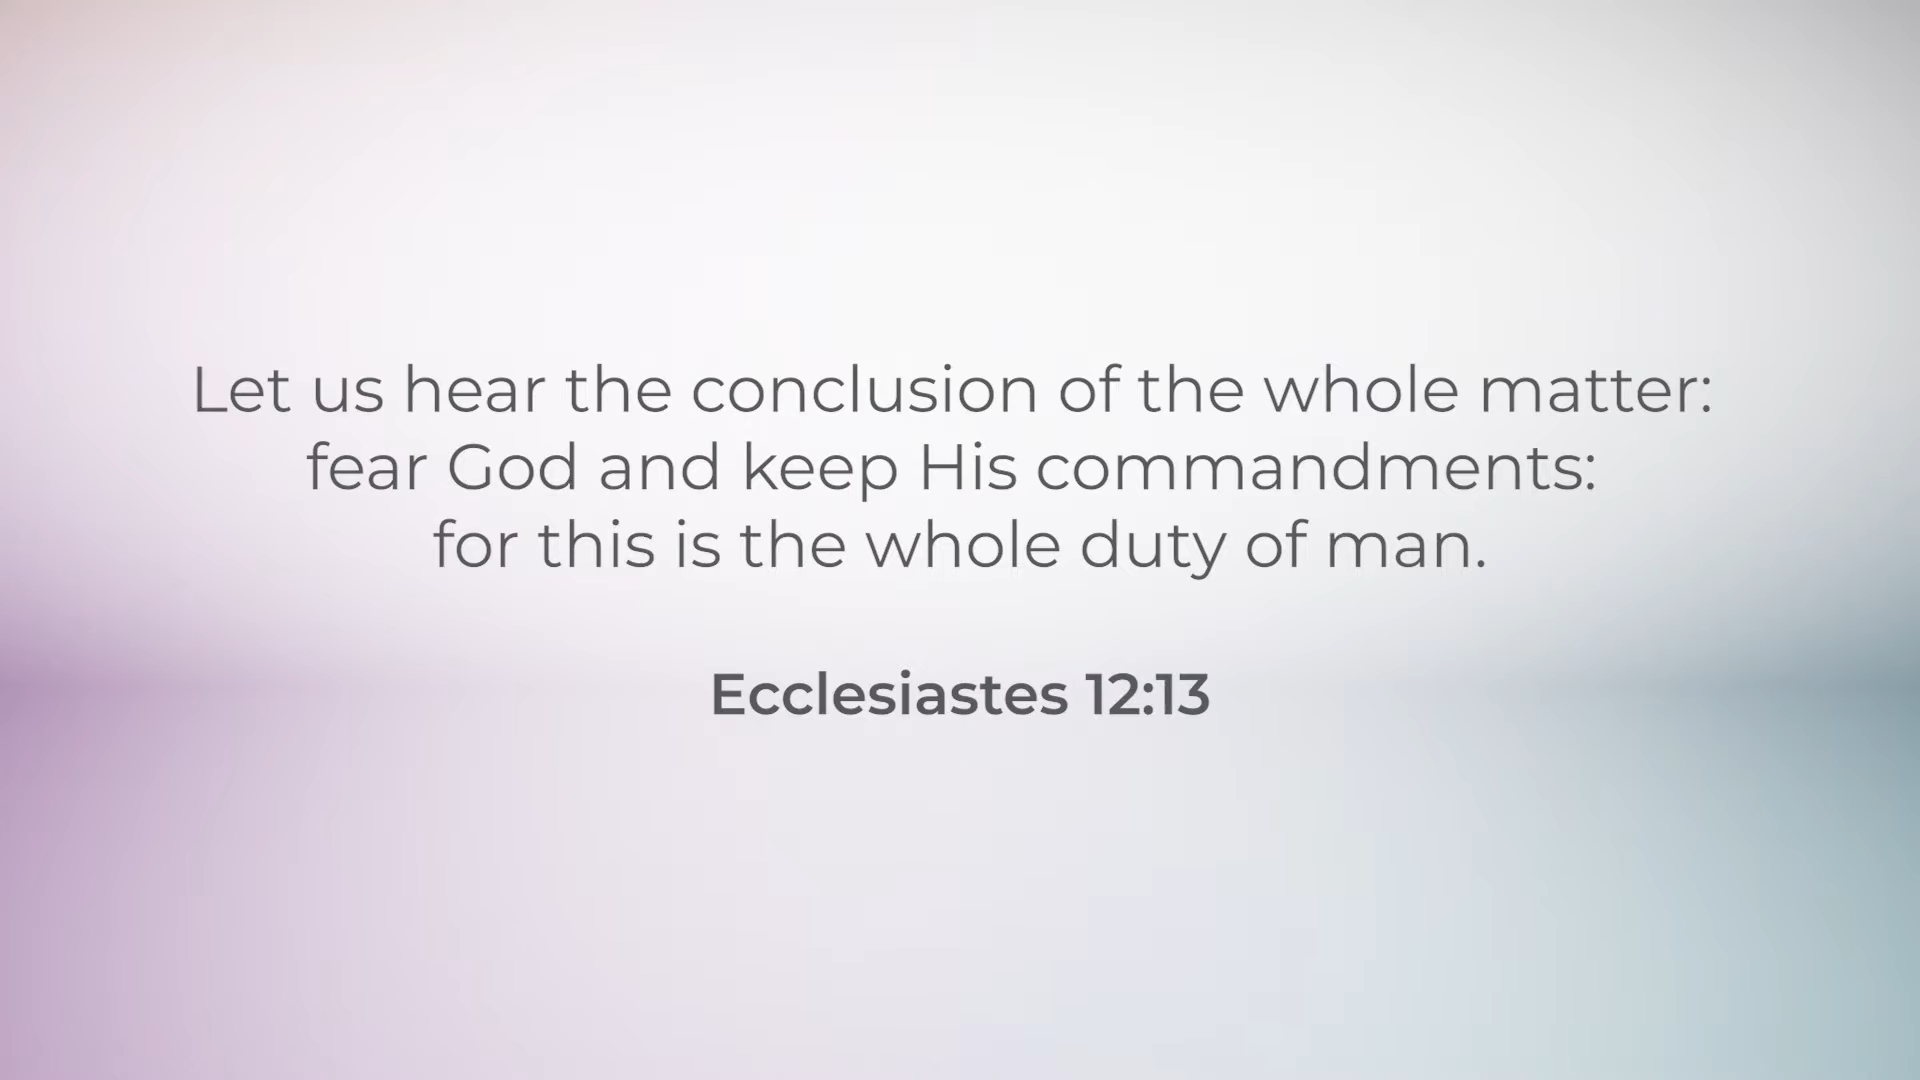 Let us hear the conclusion of the whole matter:
fear God and keep His commandments:
for this is the whole duty of man.
Ecclesiastes 12:13